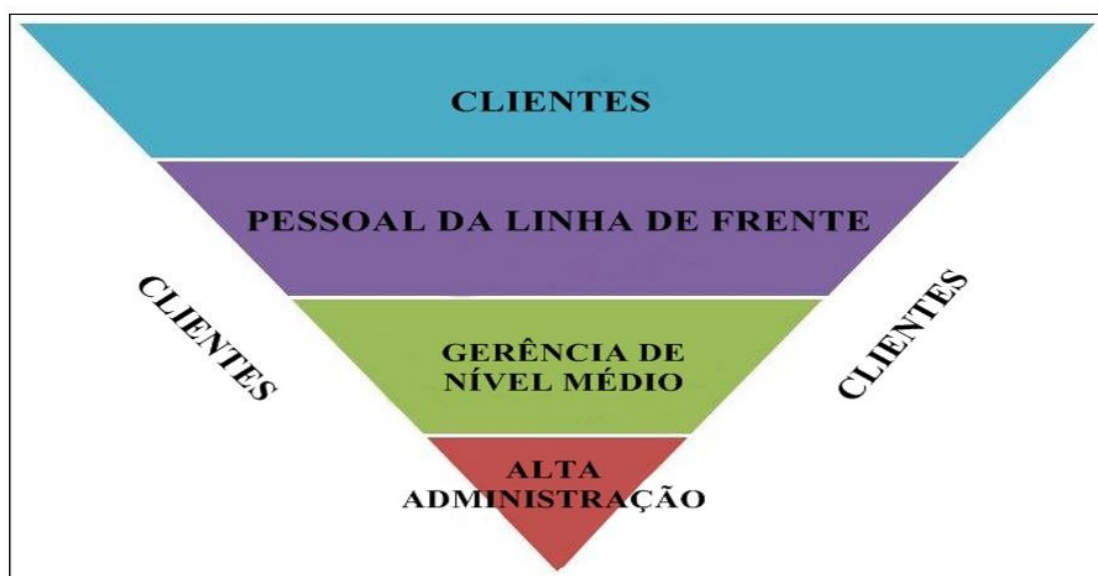 CLIENTES
PESSOAL DA LINHA DE FRENTE
CLIENTES
CLIENTES
GERÊNCIA DE
NÍVEL MÉDIO
ALTA
ADMINISTRAÇÃO